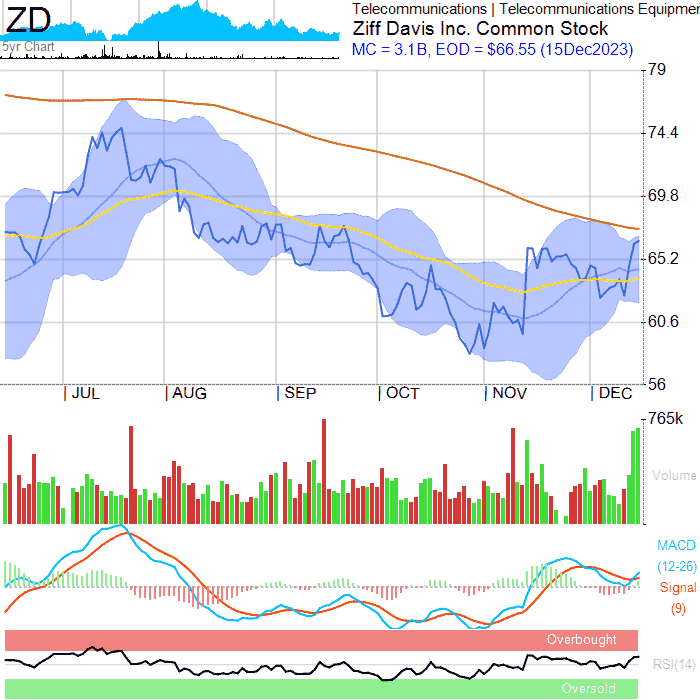 ZD
5yr Chart
Telecommunications | Telecommunications Equipmen
Ziff Davis Inc. Common Stock
MC = 3.1B, EOD = $66.55 (15Dec2023)
79
74.4
69.8
65.2
60.6
56
| JUL | AUG | SEP | OCT | NOV | DEC
765k
Volume
MACD
(12-26)
Signal
(9)
Overbought
RSI(14)
Oversold